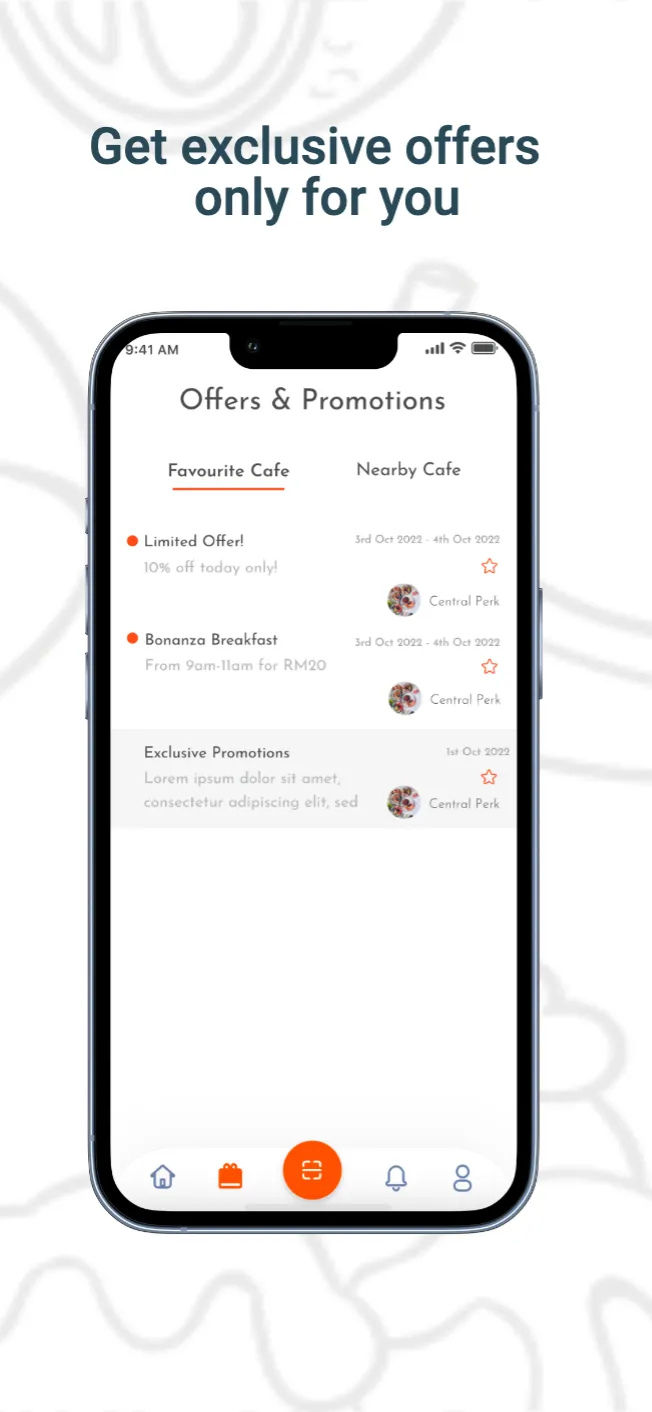 Get exclusive offers
only for you
9:41 AM
Offers & Promotions
Favourite Cafe
Nearby Cafe
Limited Offer!
3rd Oct 2022 - 4th Oct 2022
10% off today only!
Central Perk
Bonanza Breakfast
3rd Oct 2022 - 4th Oct 2022
From 9am-11am for RM20
Central Perk
Exclusive Promotions
1st Oct 2022
Lorem ipsum dolor sit amet,
consectetur adipiscing elit, sed
Central Perk